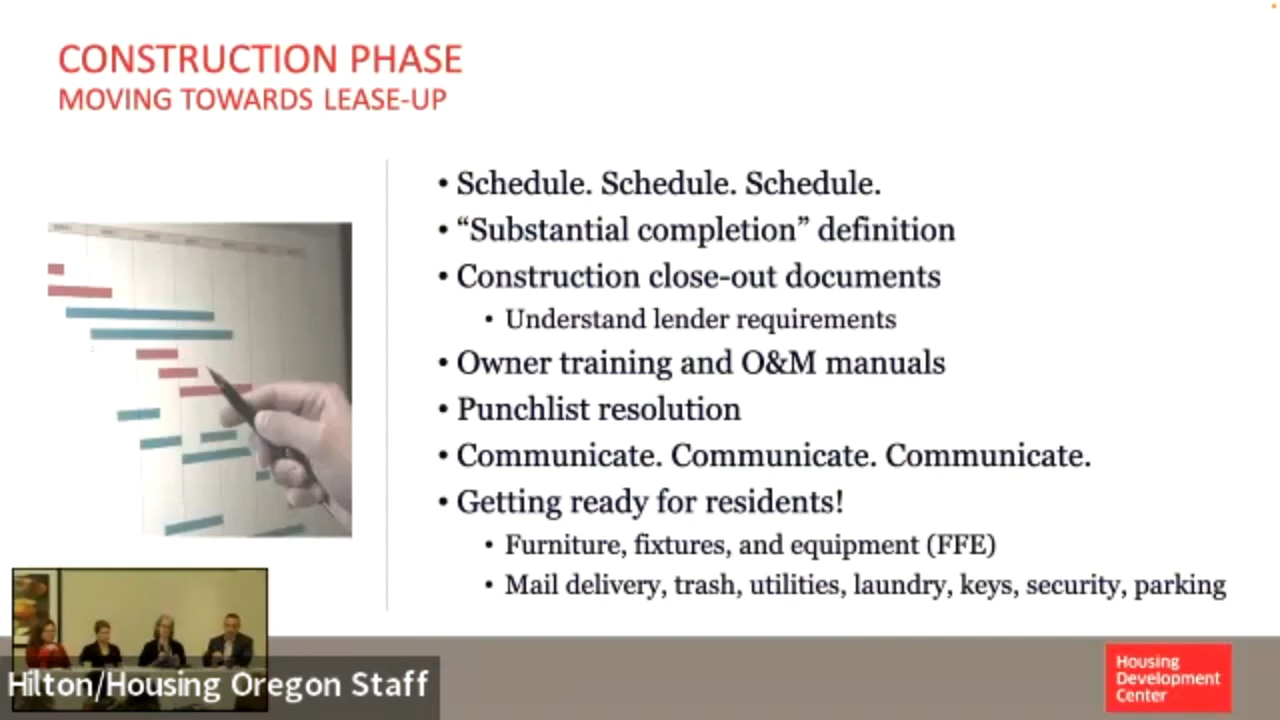 CONSTRUCTION PHASE
MOVING TOWARDS LEASE-UP
• Schedule. Schedule. Schedule.
• “Substantial completion” definition
• Construction close-out documents
• Understand lender requirements
• Owner training and O&M manuals
• Punchlist resolution
• Communicate. Communicate. Communicate.
• Getting ready for residents!
• Furniture, fixtures, and equipment (FFE)
• Mail delivery, trash, utilities, laundry, keys, security, parking
Hilton/Housing Oregon Staff
Housing
Development
Center